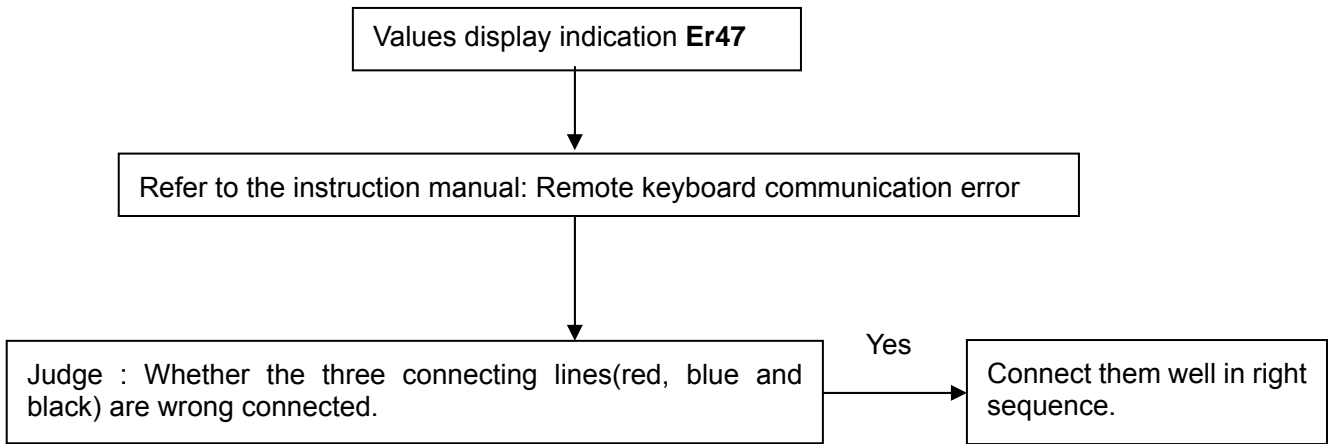 Values display indication Er47
Refer to the instruction manual: Remote keyboard communication error
Yes
Judge : Whether the three connecting lines(red, blue and
black) are wrong connected.
Connect them well in right
sequence.